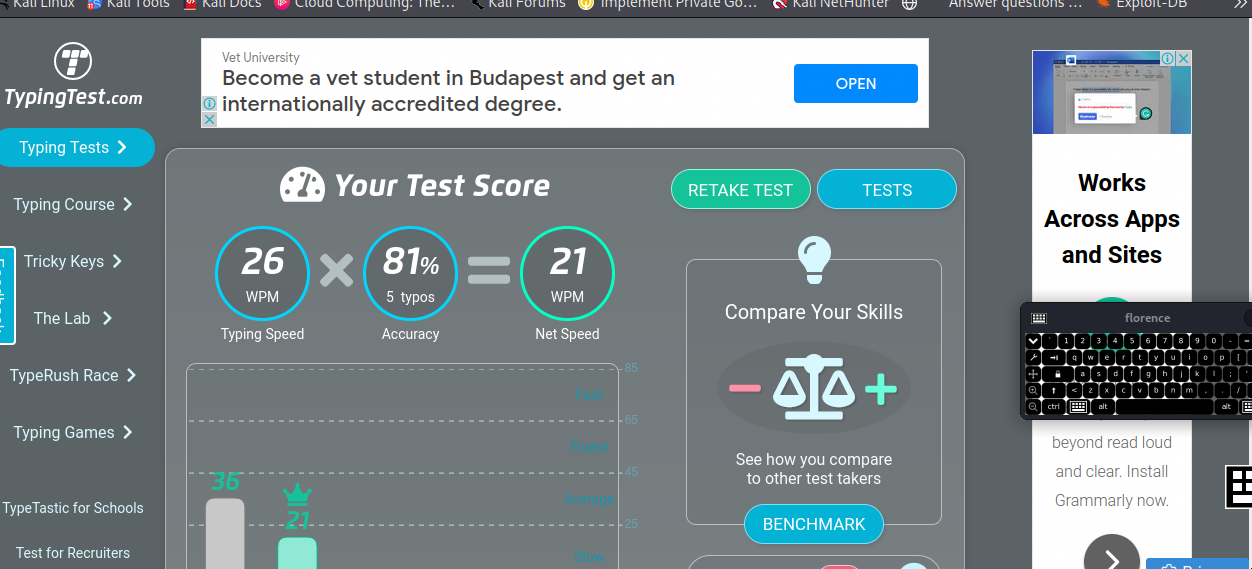 Kali Linux
Kali Tools
Kali Docs
Cloud Computing: The…
Kali Forums
Implement Private Go…
Kali NetHunter
Answer questions …
Exploit-DB
TypingTest.com
Typing Tests
Typing Course
Tricky Keys
The Lab
TypeRush Race
Typing Games
TypeTastic for Schools
Test for Recruiters
Vet University
Become a vet student in Budapest and get an
internationally accredited degree.
OPEN
Your Test Score
RETAKE TEST
TESTS
26
WPM
Typing Speed
81%
5 typos
Accuracy
21
WPM
Net Speed
85
65
45
Average
25
Slow
36
21
Compare Your Skills
See how you compare
to other test takers
BENCHMARK
Works
Across Apps
and Sites
florence
1 2 3 4 5 6 7 8 9 0 - =
q w e r t y u i o p [
a s d f g h j k l ; '
< z x c v b n m , . /
ctrl alt alt
beyond read loud
and clear. Install
Grammarly now.